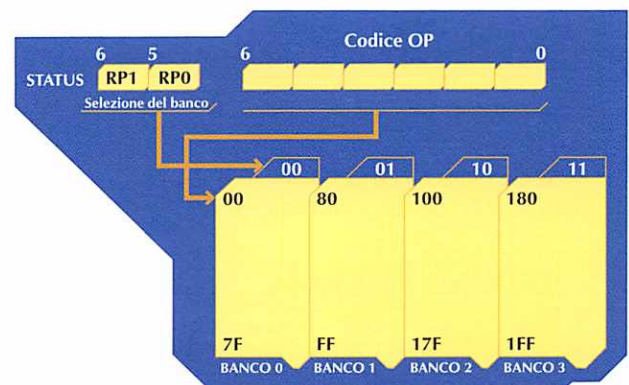 Codice OP
6 5 6 0
STATUS RP1 RP0
Selezione del banco
00 01 10 11
00 80 100 180
7F FF 17F 1FF
BANCO 0 BANCO 1 BANCO 2 BANCO 3